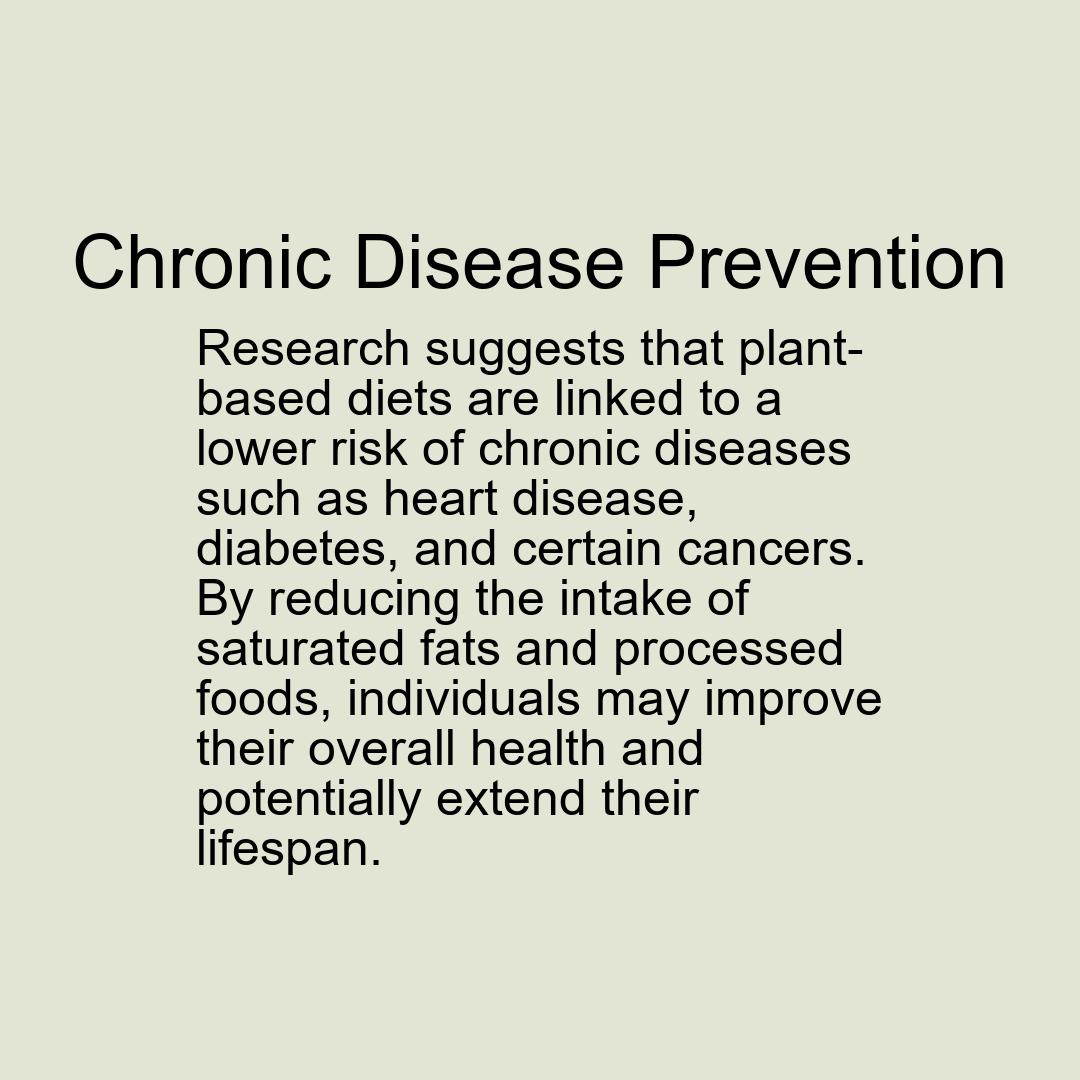 Chronic Disease Prevention
Research suggests that plant-
based diets are linked to a
lower risk of chronic diseases
such as heart disease,
diabetes, and certain cancers.
By reducing the intake of
saturated fats and processed
foods, individuals may improve
their overall health and
potentially extend their
lifespan.